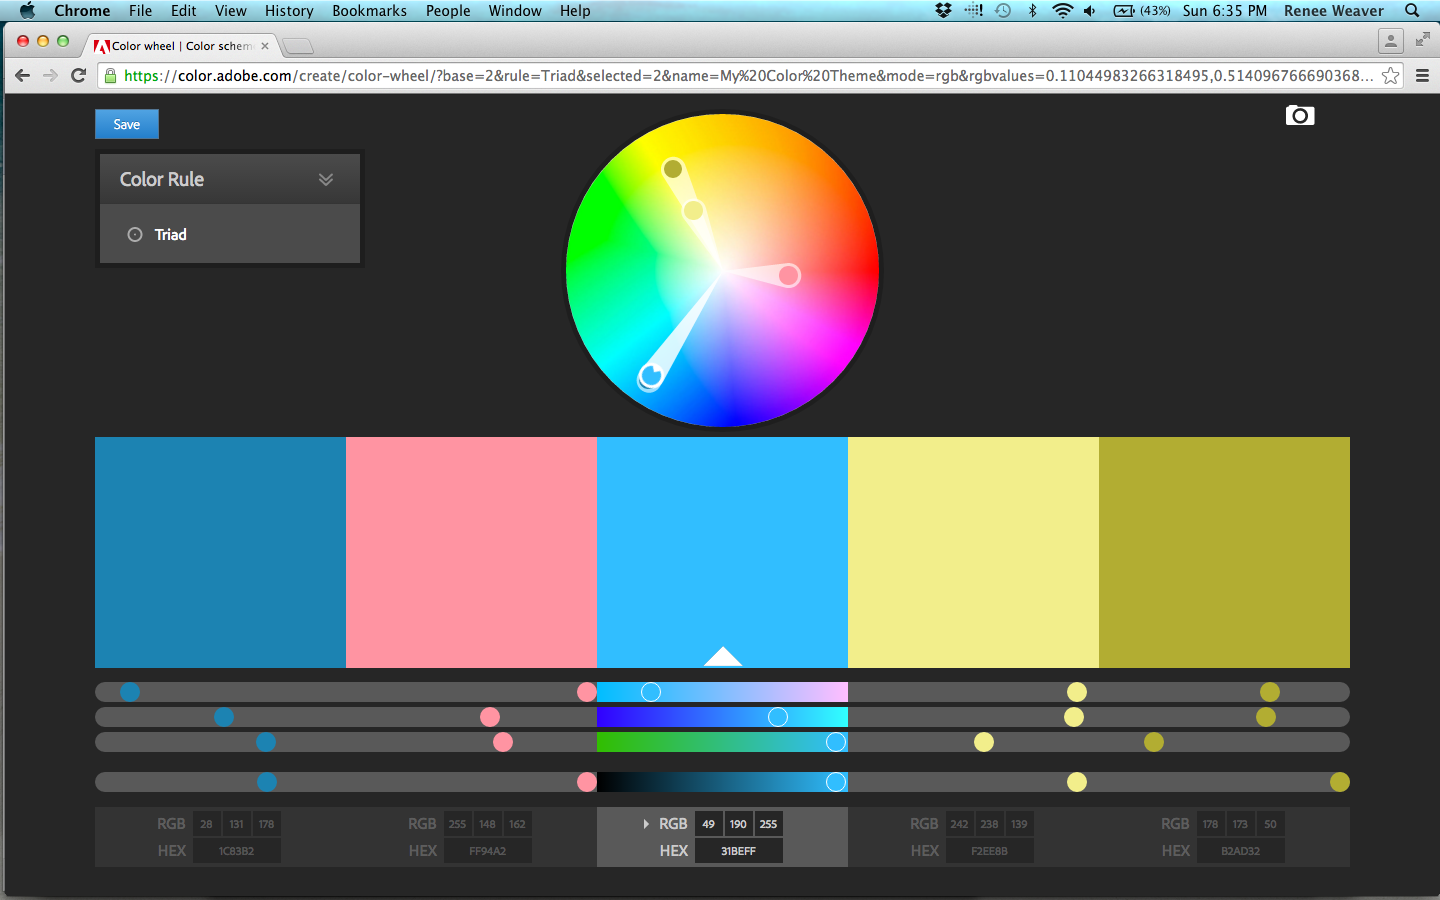 Chrome File Edit View History Bookmarks People Window Help (43%) Sun 6:35 PM Renee Weaver
Color wheel | Color schem
https://color.adobe.com/create/color-wheel/?base=2&rule=Triad&selected=2&name=My%20Color%20Theme&mode=rgb&rgbvalues=0.11044983266318495,0.514096766690368...
Save
Color Rule
Triad
RGB 28 131 178 RGB 255 148 162 RGB 49 190 255 RGB 242 238 139 RGB 178 173 50
HEX 1C83B2 HEX FF94A2 HEX 31BEFF HEX F2EE8B HEX B2AD32